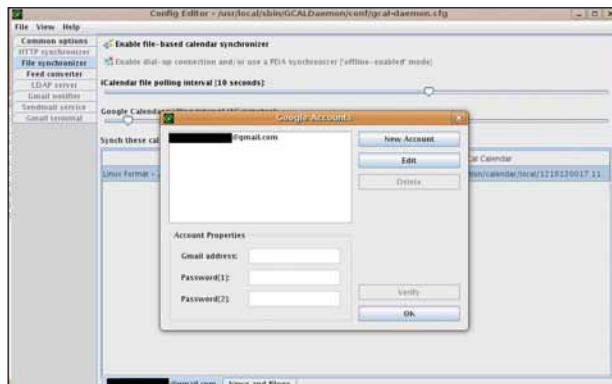 Config Editor - /usr/local/sbin/GCALDaemon/conf/gcal-daemon.cfg
File View Help
Common options
HTTP synchronizer
File synchronizer
Feed converter
LDAP server
Gmail notifier
Sendmail service
Gmail terminal
Enable file-based calendar synchronizer
Enable dial-up connection and/or use a PDA synchronizer ('offline-enabled' mode)
iCalendar file polling interval (10 seconds):
Google Calendar
Synch these cal
Calendar
Linux Format -
/calendar/local/1218120017 11
Google Accounts
@gmail.com
New Account
Edit
Delete
Account Properties
Gmail address:
Password(1):
Password(2):
Verify
OK
@gmail.com
News and Blogs